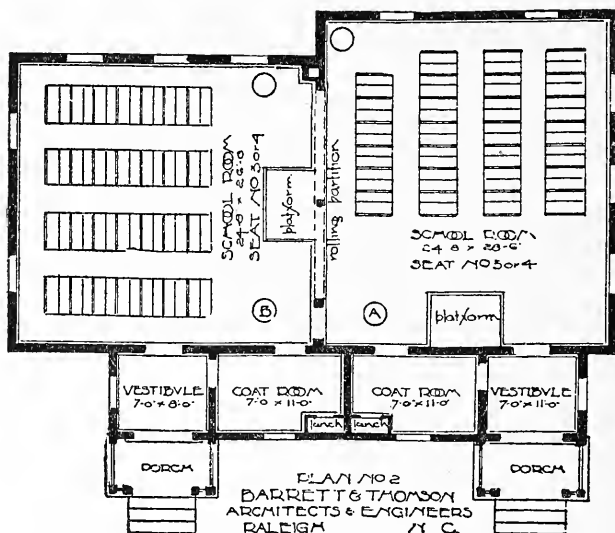 SCHOOL ROOM
24-8 x 26-0
SEAT NO 3 or 4
platform
B
rolling partition
SCHOOL ROOM
24 8 x 28-6
SEAT NO 3 or 4
A
platform
VESTIBVLE
7-0 x 8-0
COAT ROOM
7-0 x 11-0
COAT ROOM
7-0 x 11-0
VESTIBVLE
7-0 x 11-0
lunch
lunch
PORCH
PORCH
PLAN NO 2
BARRETT & THOMSON
ARCHITECTS & ENGINEERS
RALEIGH N C.